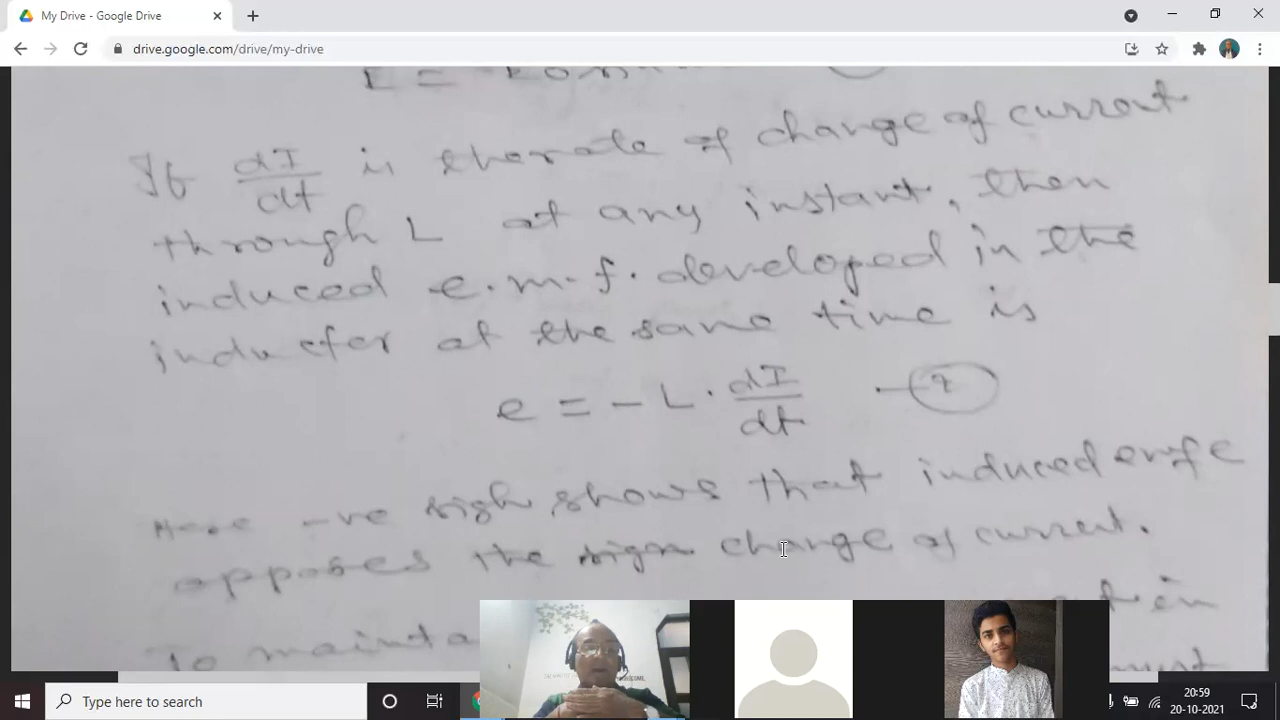 My Drive - Google Drive
drive.google.com/drive/my-drive
If dI/dt is the rate of change of current
through L at any instant, then
induced e.m.f. developed in the
inductor at the same time is
e = - L . dI/dt
Here -ve sign shows that induced emf e
opposes the sign change of current.
To mainta
Type here to search
20:59
20-10-2021